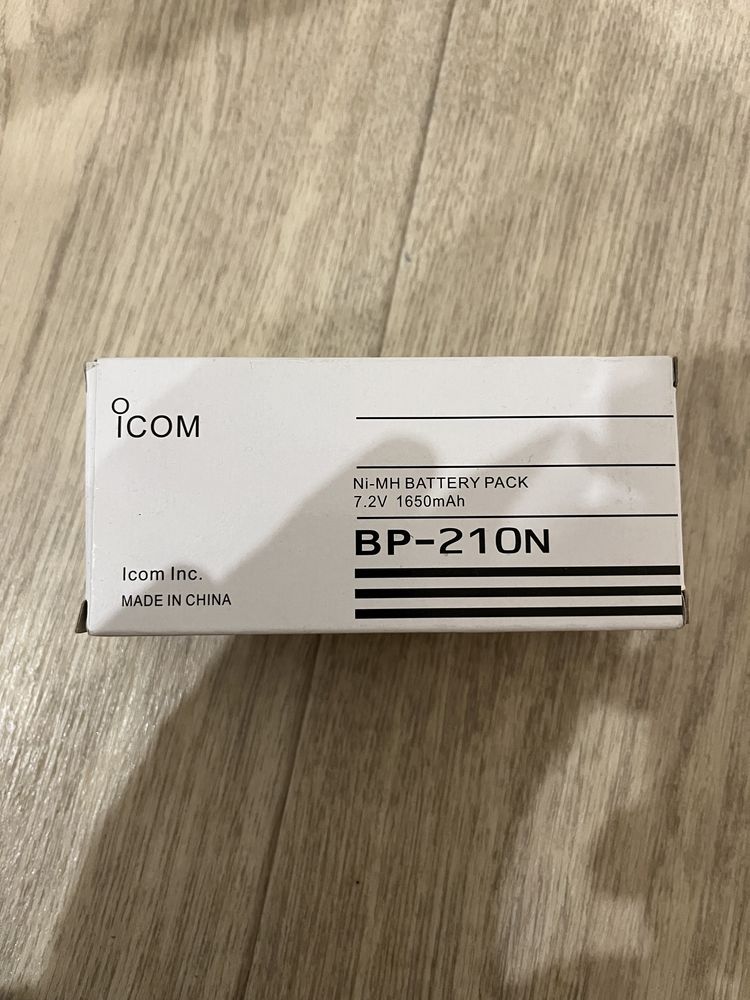 iCOM
Ni-MH BATTERY PACK
7.2V 1650mAh
BP-210N
Icom Inc.
MADE IN CHINA